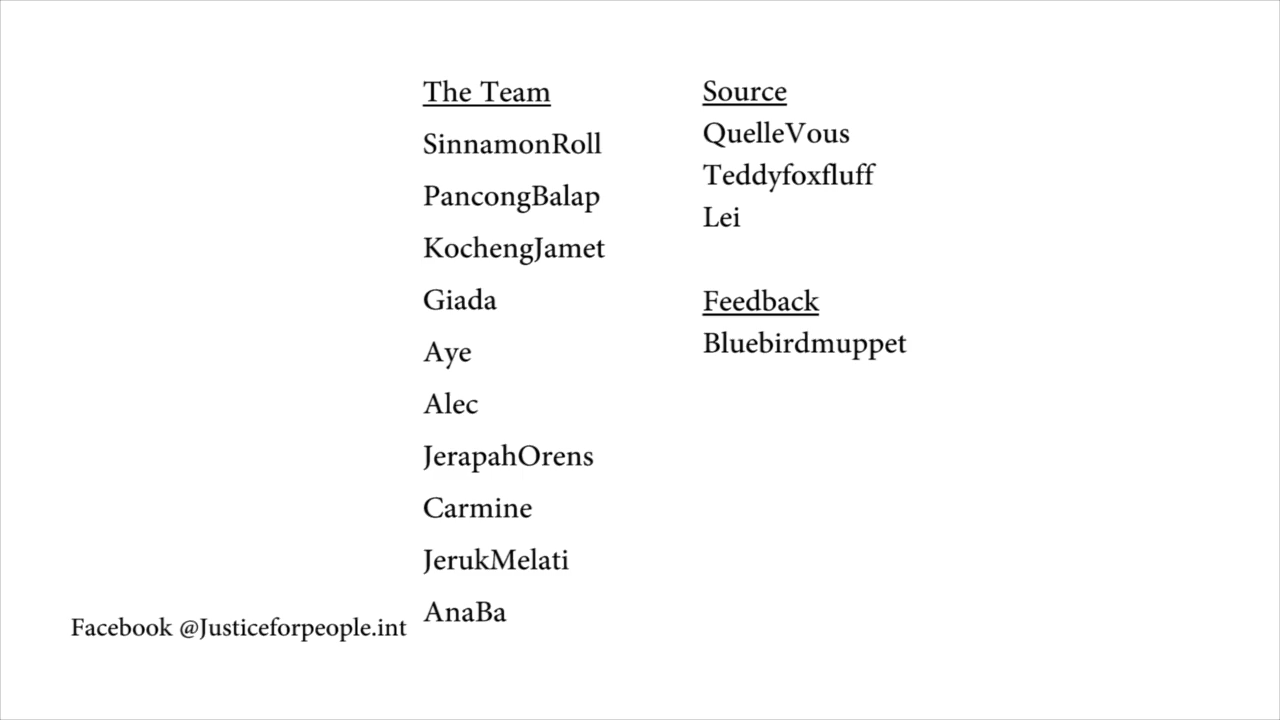 The Team
SinnamonRoll
PancongBalap
KochengJamet
Giada
Aye
Alec
JerapahOrens
Carmine
JerukMelati
AnaBa
Source
QuelleVous
Teddyfoxfluff
Lei
Feedback
Bluebirdmuppet
Facebook @Justiceforpeople.int